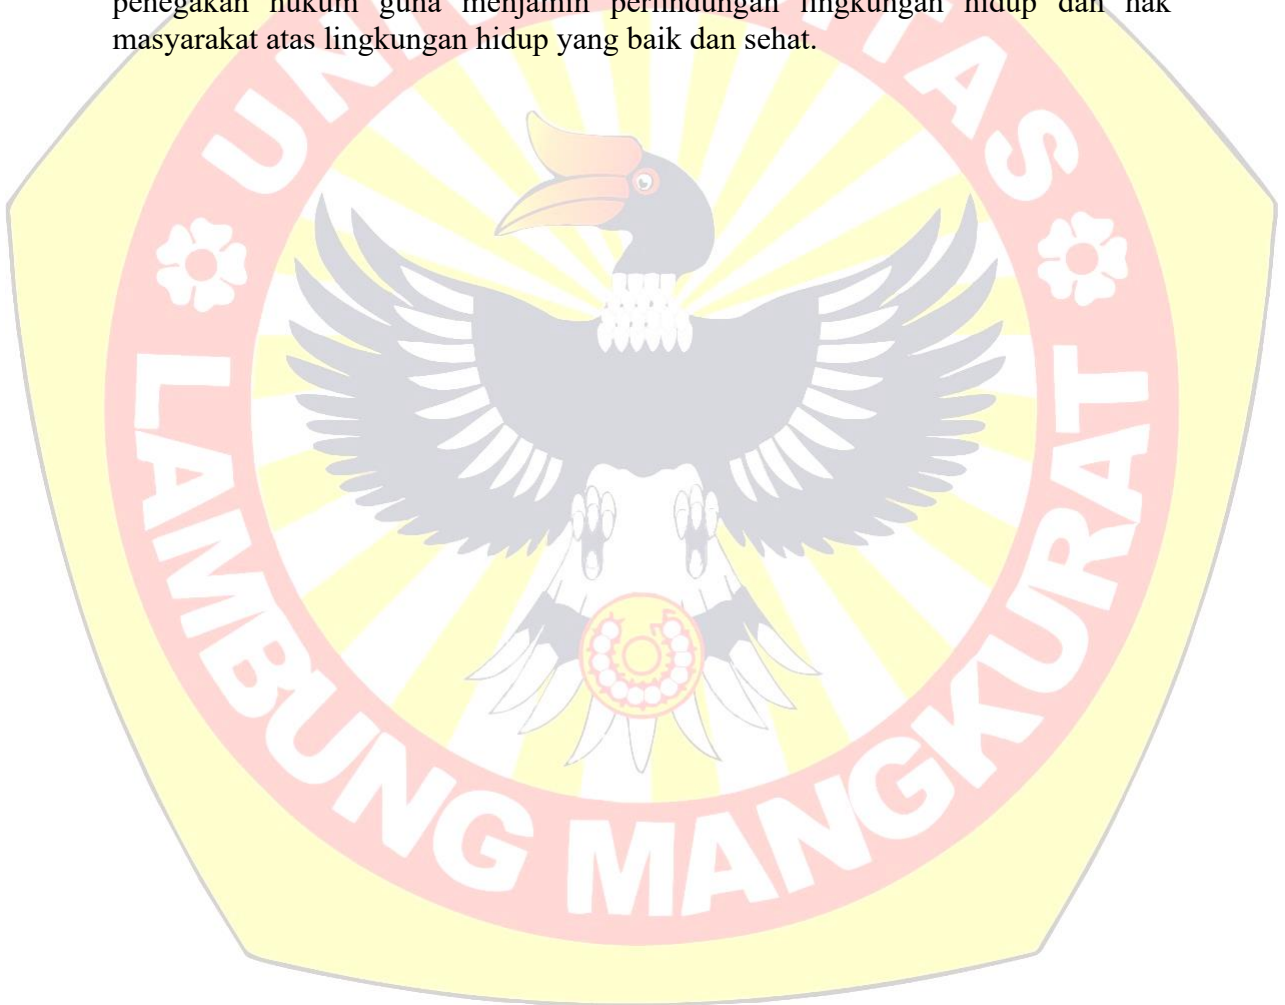 penegakan hukum guna menjamin perlindungan lingkungan hidup dan hak
masyarakat atas lingkungan hidup yang baik dan sehat.
UNIVERSITAS
LAMBUNG MANGKURAT